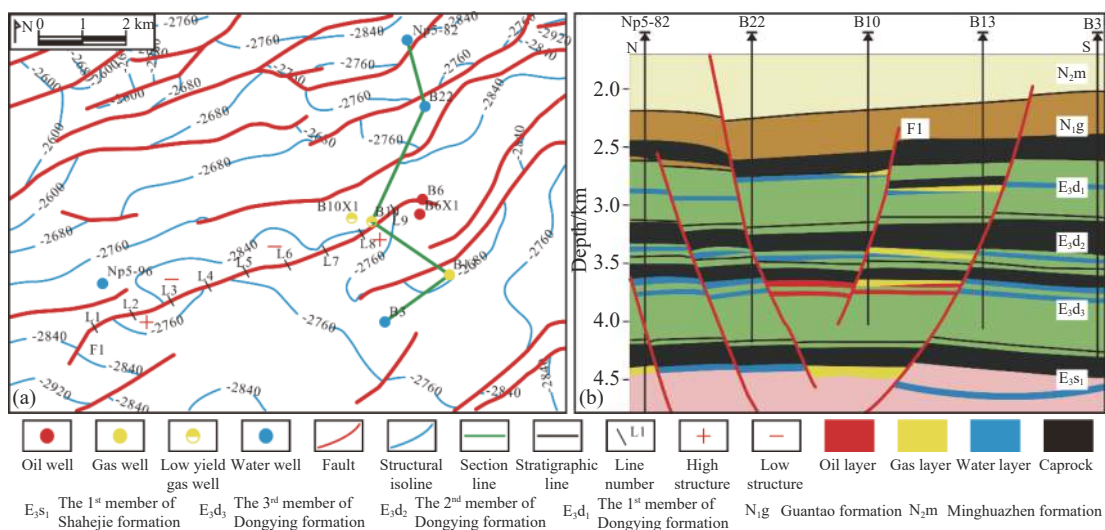 N
0 1 2 km
-2840
Np5-82
-2920
-2760
-2760
-2680
-2680
-2600
-2600
-2760
-2840
B22
-2760
-2760
-2840
-2600
-2600
-2680
B6
B10X1
B6X1
L9
L8
L7
L6
L5
L4
L3
L2
L1
F1
-2680
-2760
-2840
-2680
-2760
Np5-96
-2760
-2760
-2760
B3
-2840
-2840
-2920
-2840
-2840
-2760
-2840
(a)
Np5-82 B22 B10 B13 B3
N S
Depth/km
2.0
2.5
3.0
3.5
4.0
4.5
F1
N₂m
N₁g
E₃d₁
E₃d₂
E₃d₃
E₃s₁
(b)
L1
Oil well Gas well Low yield gas well Water well Fault Structural isoline Section line Stratigraphic line Line number High structure Low structure Oil layer Gas layer Water layer Caprock
E₃s₁ The 1st member of Shahejie formation E₃d₃ The 3rd member of Dongying formation E₃d₂ The 2nd member of Dongying formation E₃d₁ The 1st member of Dongying formation N₁g Guantao formation N₂m Minghuazhen formation